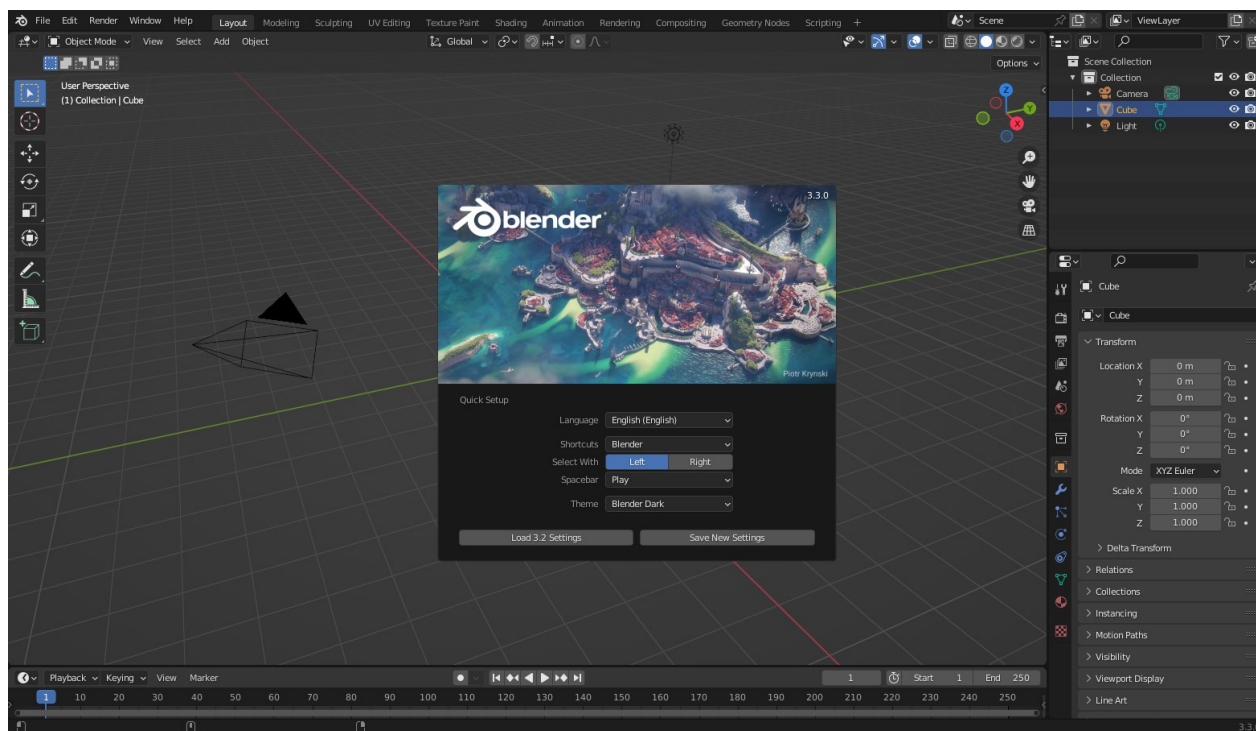 File Edit Render Window Help Layout Modeling Sculpting UV Editing Texture Paint Shading Animation Rendering Compositing Geometry Nodes Scripting + Scene ViewLayer
Object Mode View Select Add Object Global
Options
User Perspective
(1) Collection | Cube
Z
Y
X
Scene Collection
Collection
Camera
Cube
Light
blender
3.3.0
Piotr Krynski
Quick Setup
Language English (English)
Shortcuts Blender
Select With Left Right
Spacebar Play
Theme Blender Dark
Load 3.2 Settings Save New Settings
Cube
Cube
Transform
Location X 0 m
Y 0 m
Z 0 m
Rotation X 0°
Y 0°
Z 0°
Mode XYZ Euler
Scale X 1.000
Y 1.000
Z 1.000
Delta Transform
Relations
Collections
Instancing
Motion Paths
Visibility
Viewport Display
Line Art
Playback Keying View Marker 1 Start 1 End 250
1 10 20 30 40 50 60 70 80 90 100 110 120 130 140 150 160 170 180 190 200 210 220 230 240 250